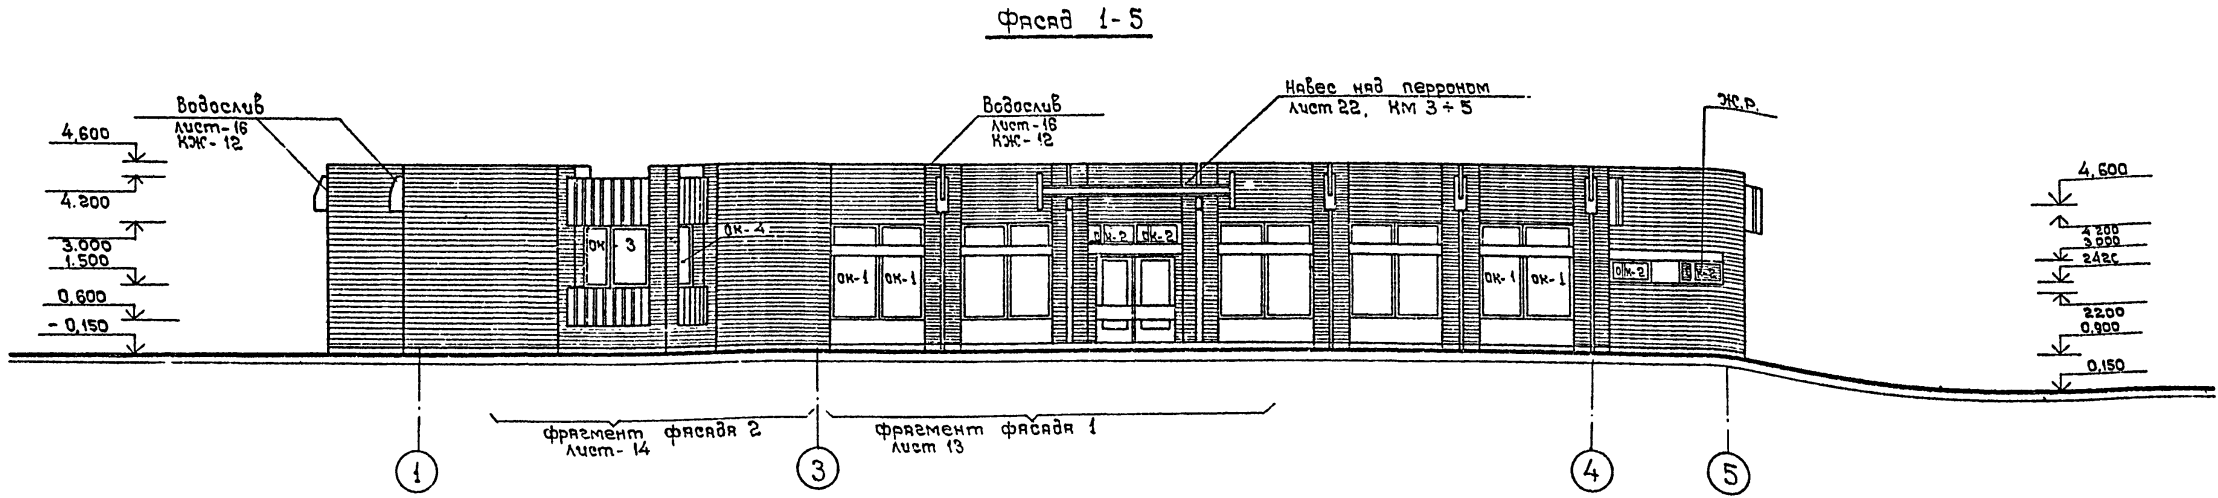 Фасад 1-5
Водослив
лист-16
КЖ-12
Водослив
лист-16
КЖ-12
Навес над перроном
лист 22, КМ 3÷5
Ж.Р.
4,600
4.200
3.000
1.500
0,600
- 0,150
4,600
4 200
3.000
2200
0,900
0,150
ОК-3
ОК-4
ОК-1 ОК-1
ОК-2 ОК-2
ОК-1 ОК-1
ОК-2 ОК-2
фрагмент фасада 2
лист-14
фрагмент фасада 1
лист 13
1
3
4
5